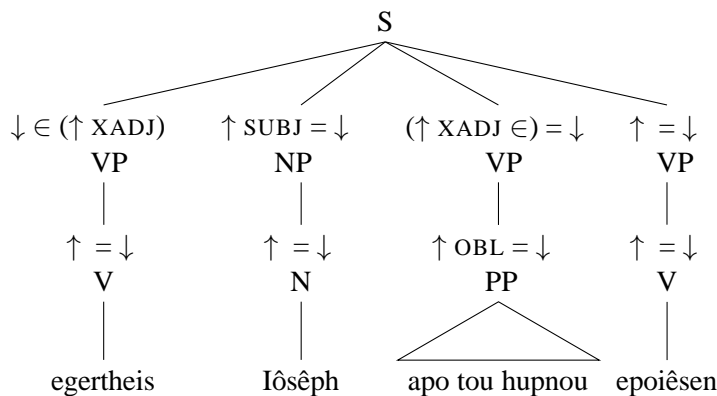 S
↓ ∈ (↑ XADJ) ↑ SUBJ = ↓ (↑ XADJ ∈) = ↓ ↑ = ↓
VP NP VP VP
↑ = ↓ ↑ = ↓ ↑ OBL = ↓ ↑ = ↓
V N PP V
egertheis Iôsêph apo tou hupnou epoiêsen